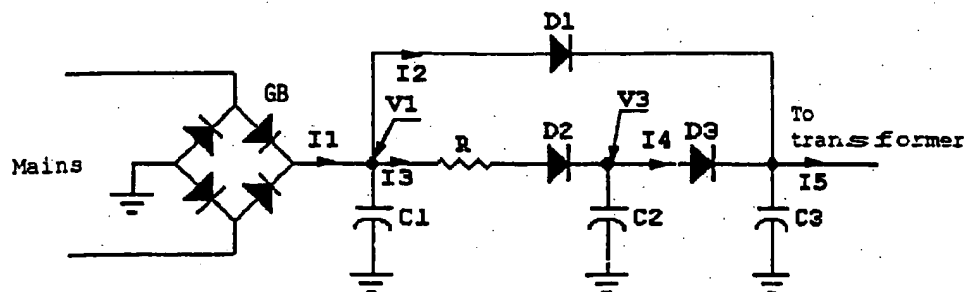 D1
I2
GB
V1
V3
To
transformer
I1
R
D2
I4
D3
Mains
I3
I5
C1
C2
C3